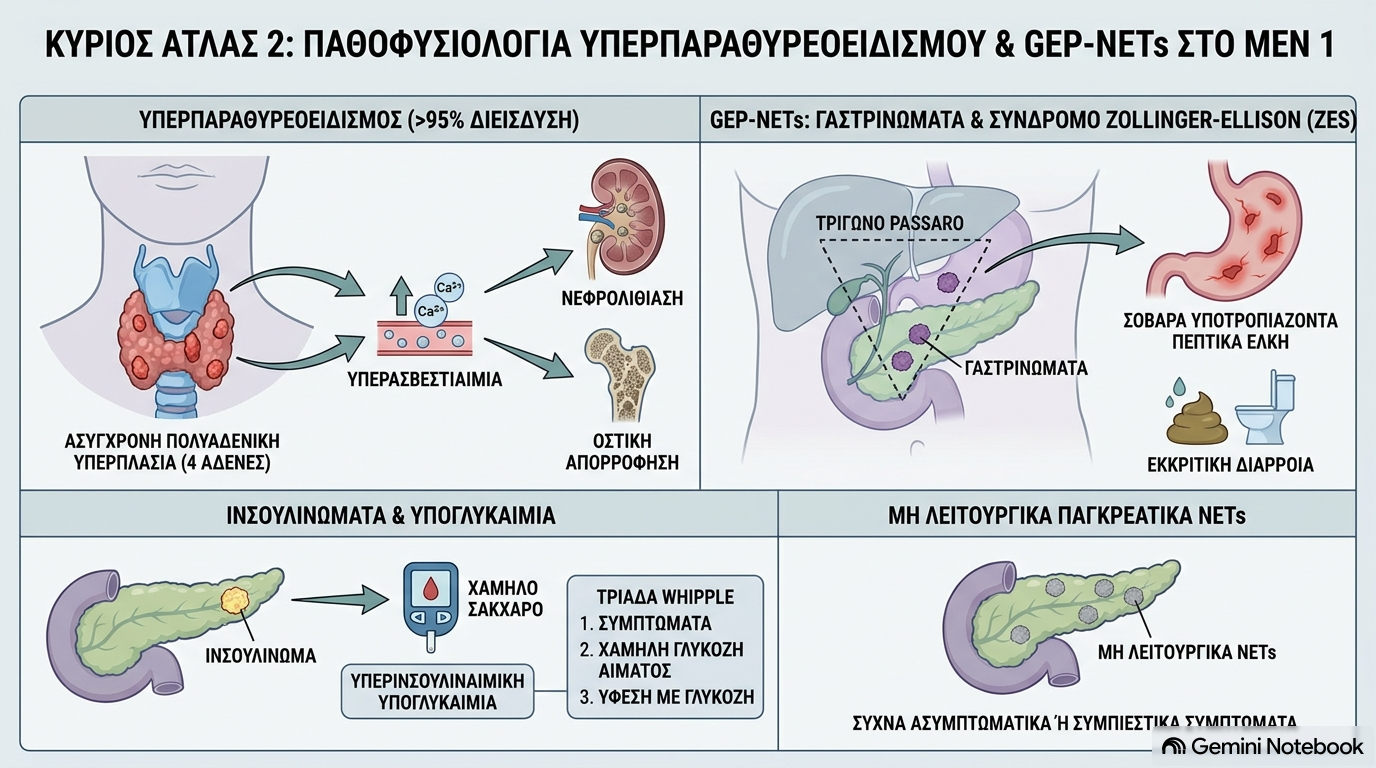 ΚΥΡΙΟΣ ΑΤΛΑΣ 2: ΠΑΘΟΦΥΣΙΟΛΟΓΙΑ ΥΠΕΡΠΑΡΑΘΥΡΕΟΕΙΔΙΣΜΟΥ & GEP-NETs ΣΤΟ MEN 1
ΥΠΕΡΠΑΡΑΘΥΡΕΟΕΙΔΙΣΜΟΣ (>95% ΔΙΕΙΣΔΥΣΗ)
Ca²⁺
Ca²⁺
ΥΠΕΡΑΣΒΕΣΤΙΑΙΜΙΑ
ΝΕΦΡΟΛΙΘΙΑΣΗ
ΑΣΥΓΧΡΟΝΗ ΠΟΛΥΑΔΕΝΙΚΗ
ΥΠΕΡΠΛΑΣΙΑ (4 ΑΔΕΝΕΣ)
ΟΣΤΙΚΗ
ΑΠΟΡΡΟΦΗΣΗ
GEP-NETs: ΓΑΣΤΡΙΝΩΜΑΤΑ & ΣΥΝΔΡΟΜΟ ZOLLINGER-ELLISON (ZES)
ΤΡΙΓΩΝΟ PASSARO
ΓΑΣΤΡΙΝΩΜΑΤΑ
ΣΟΒΑΡΑ ΥΠΟΤΡΟΠΙΑΖΟΝΤΑ
ΠΕΠΤΙΚΑ ΕΛΚΗ
ΕΚΚΡΙΤΙΚΗ ΔΙΑΡΡΟΙΑ
ΙΝΣΟΥΛΙΝΩΜΑΤΑ & ΥΠΟΓΛΥΚΑΙΜΙΑ
ΙΝΣΟΥΛΙΝΩΜΑ
ΧΑΜΗΛΟ
ΣΑΚΧΑΡΟ
ΥΠΕΡΙΝΣΟΥΛΙΝΑΙΜΙΚΗ
ΥΠΟΓΛΥΚΑΙΜΙΑ
ΤΡΙΑΔΑ WHIPPLE
1. ΣΥΜΠΤΩΜΑΤΑ
2. ΧΑΜΗΛΗ ΓΛΥΚΟΖΗ
ΑΙΜΑΤΟΣ
3. ΥΦΕΣΗ ΜΕ ΓΛΥΚΟΖΗ
ΜΗ ΛΕΙΤΟΥΡΓΙΚΑ ΠΑΓΚΡΕΑΤΙΚΑ NETs
ΜΗ ΛΕΙΤΟΥΡΓΙΚΑ NETs
ΣΥΧΝΑ ΑΣΥΜΠΤΩΜΑΤΙΚΑ Ή ΣΥΜΠΙΕΣΤΙΚΑ ΣΥΜΠΤΩΜΑΤΑ
Gemini Notebook